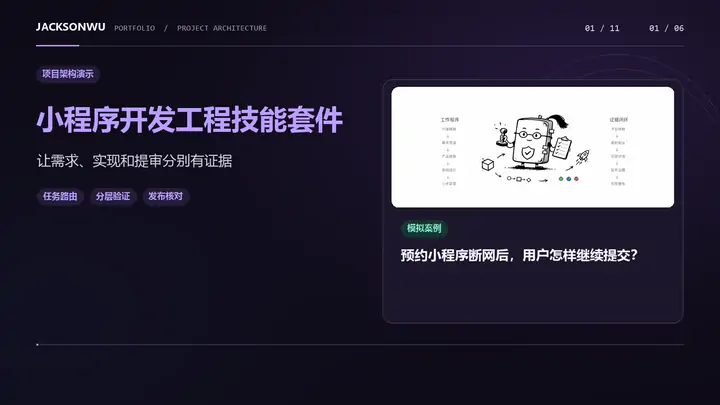 JACKSONWU PORTFOLIO / PROJECT ARCHITECTURE
01 / 11 01 / 06
项目架构演示
小程序开发工程技能套件
让需求、实现和提审分别有证据
任务路由 分层验证 发布核对
模拟案例
预约小程序断网后，用户怎样继续提交？